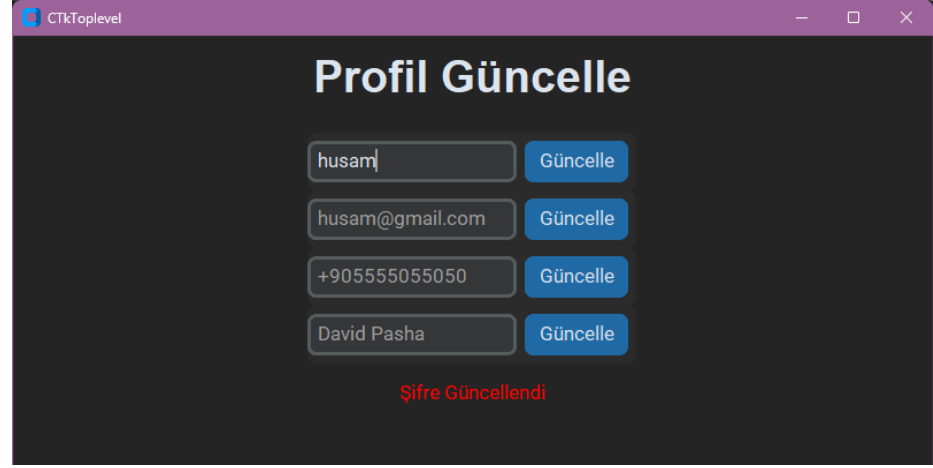 CTkToplevel
Profil Güncelle
husam Güncelle
husam@gmail.com Güncelle
+905555055050 Güncelle
David Pasha Güncelle
Şifre Güncellendi